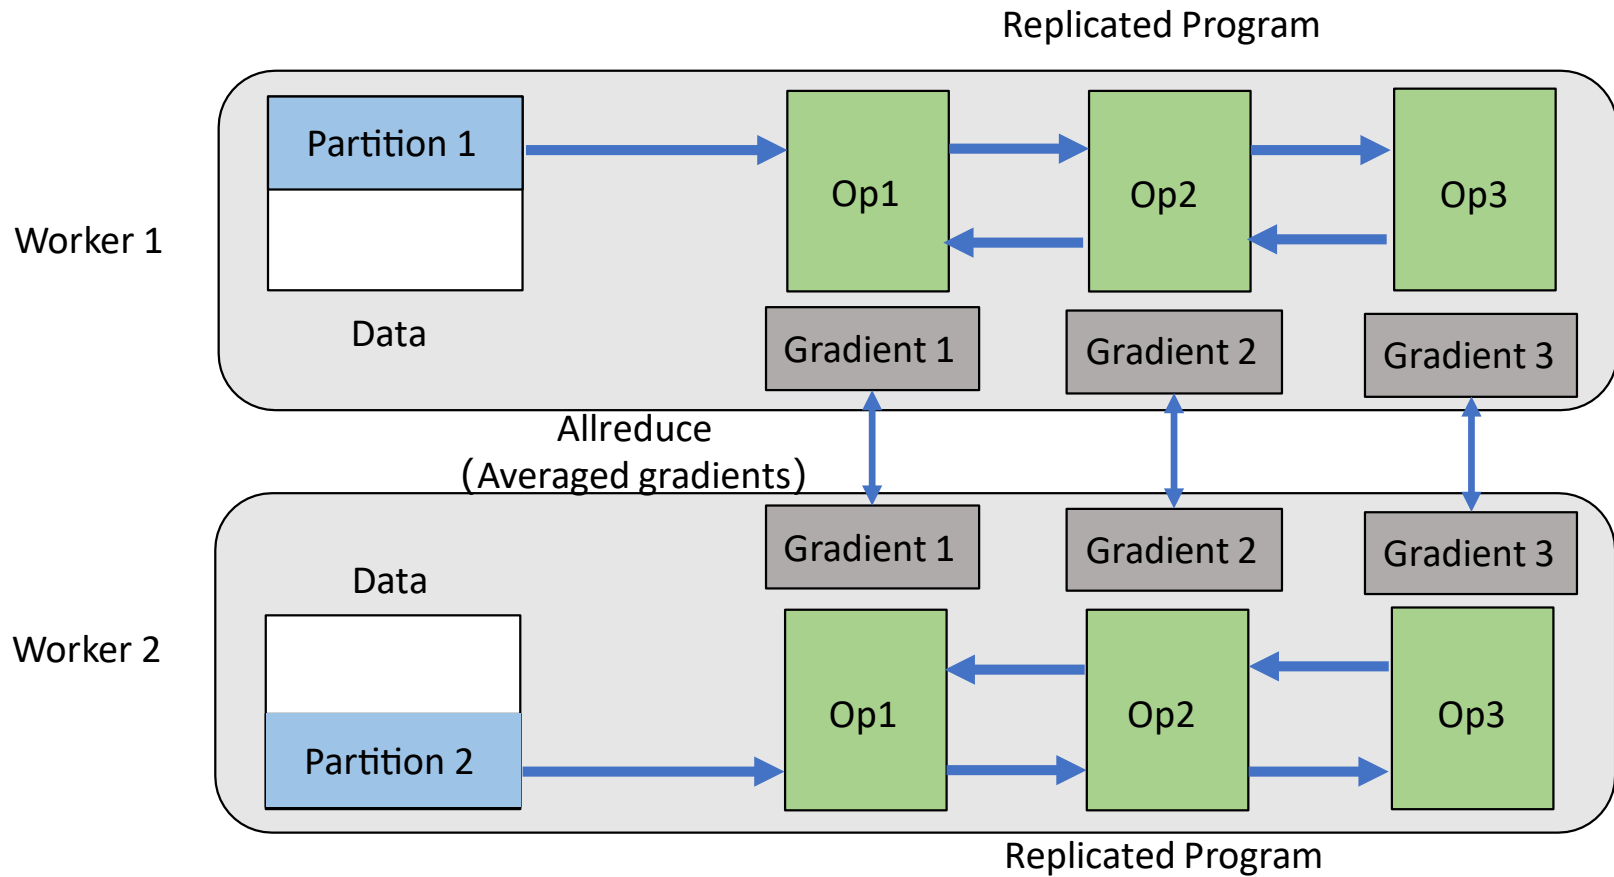 Replicated Program
Partition 1
Op1
Op2
Op3
Worker 1
Data
Gradient 1
Gradient 2
Gradient 3
Allreduce
(Averaged gradients)
Gradient 1
Gradient 2
Gradient 3
Data
Worker 2
Op1
Op2
Op3
Partition 2
Replicated Program